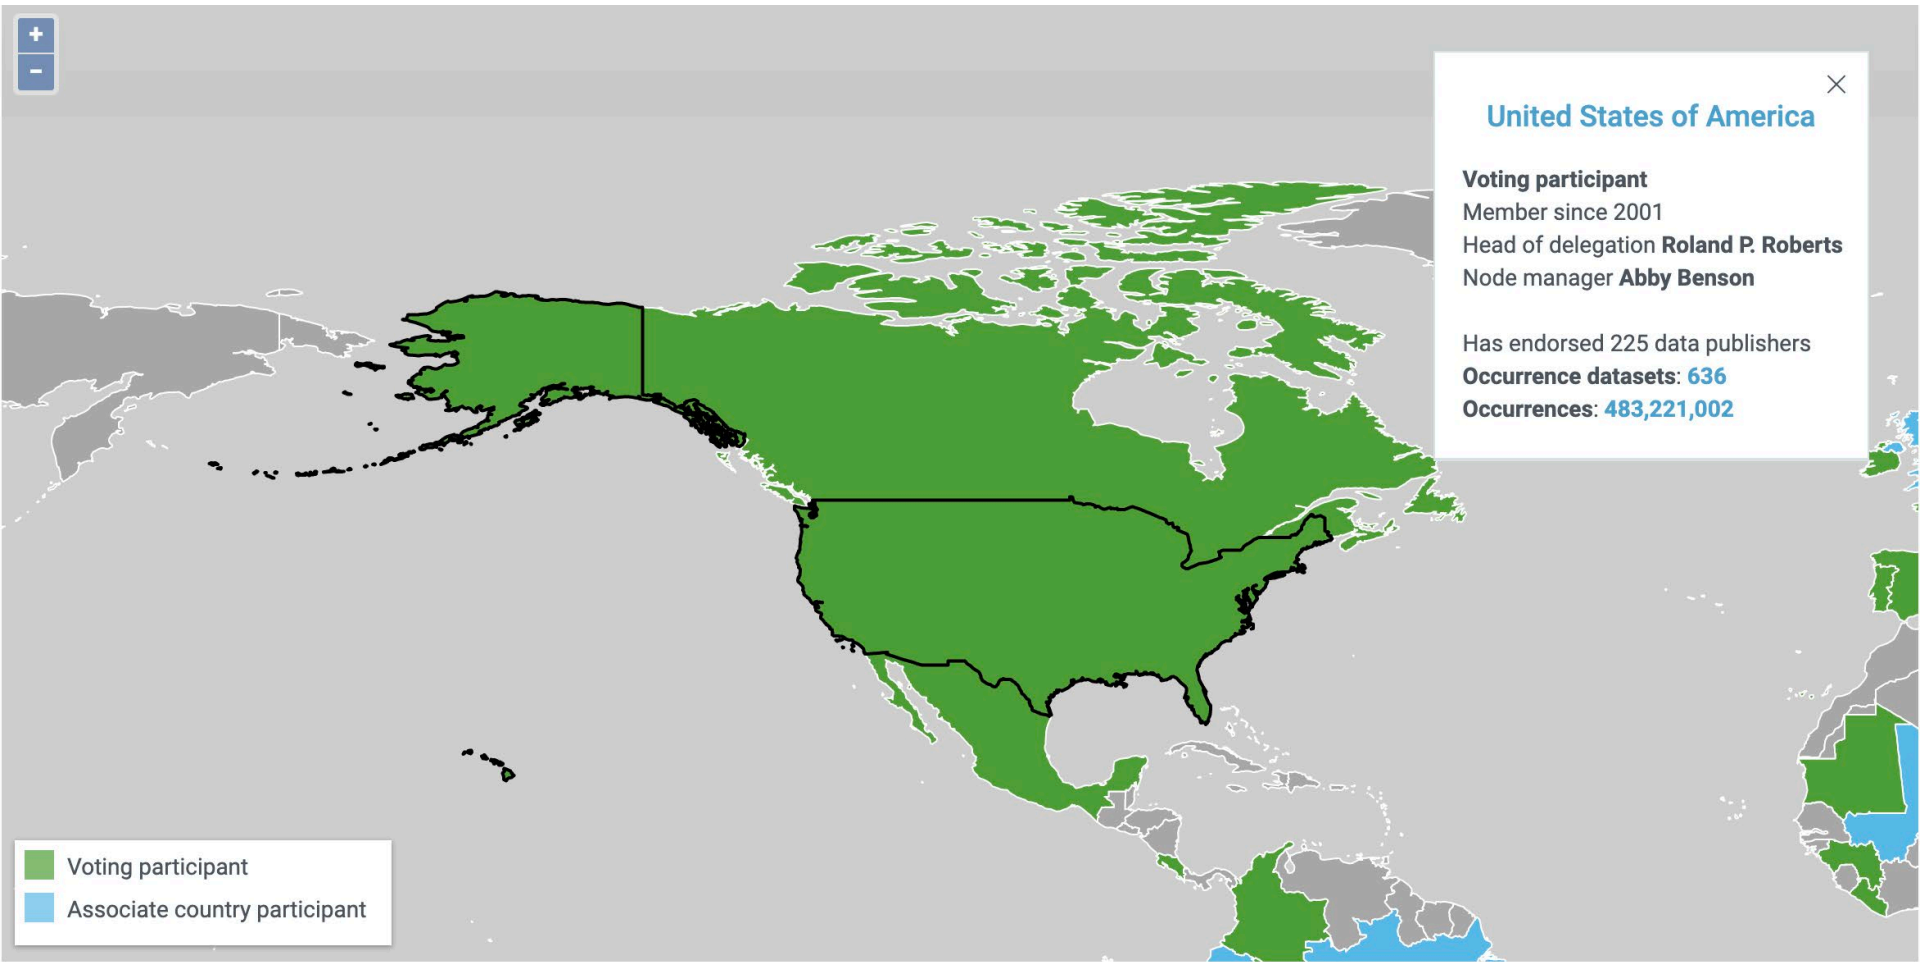 +
-
United States of America
Voting participant
Member since 2001
Head of delegation Roland P. Roberts
Node manager Abby Benson
Has endorsed 225 data publishers
Occurrence datasets: 636
Occurrences: 483,221,002
Voting participant
Associate country participant